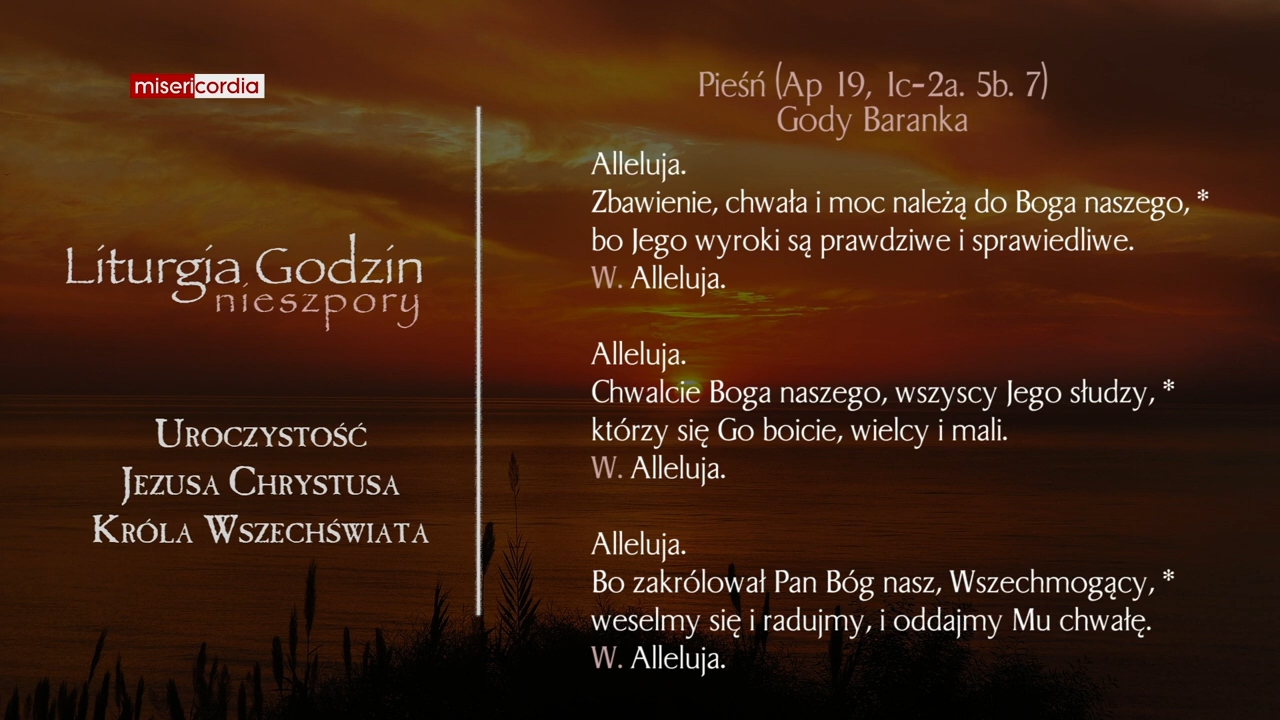 misericordia
Liturgia Godzin
nieszpory
Uroczystość
Jezusa Chrystusa
Króla Wszechświata
Pieśń (Ap 19, 1c-2a. 5b. 7)
Gody Baranka
Alleluja.
Zbawienie, chwała i moc należą do Boga naszego, *
bo Jego wyroki są prawdziwe i sprawiedliwe.
W. Alleluja.
Alleluja.
Chwalcie Boga naszego, wszyscy Jego słudzy, *
którzy się Go boicie, wielcy i mali.
W. Alleluja.
Alleluja.
Bo zakrólował Pan Bóg nasz, Wszechmogący, *
weselmy się i radujmy, i oddajmy Mu chwałę.
W. Alleluja.